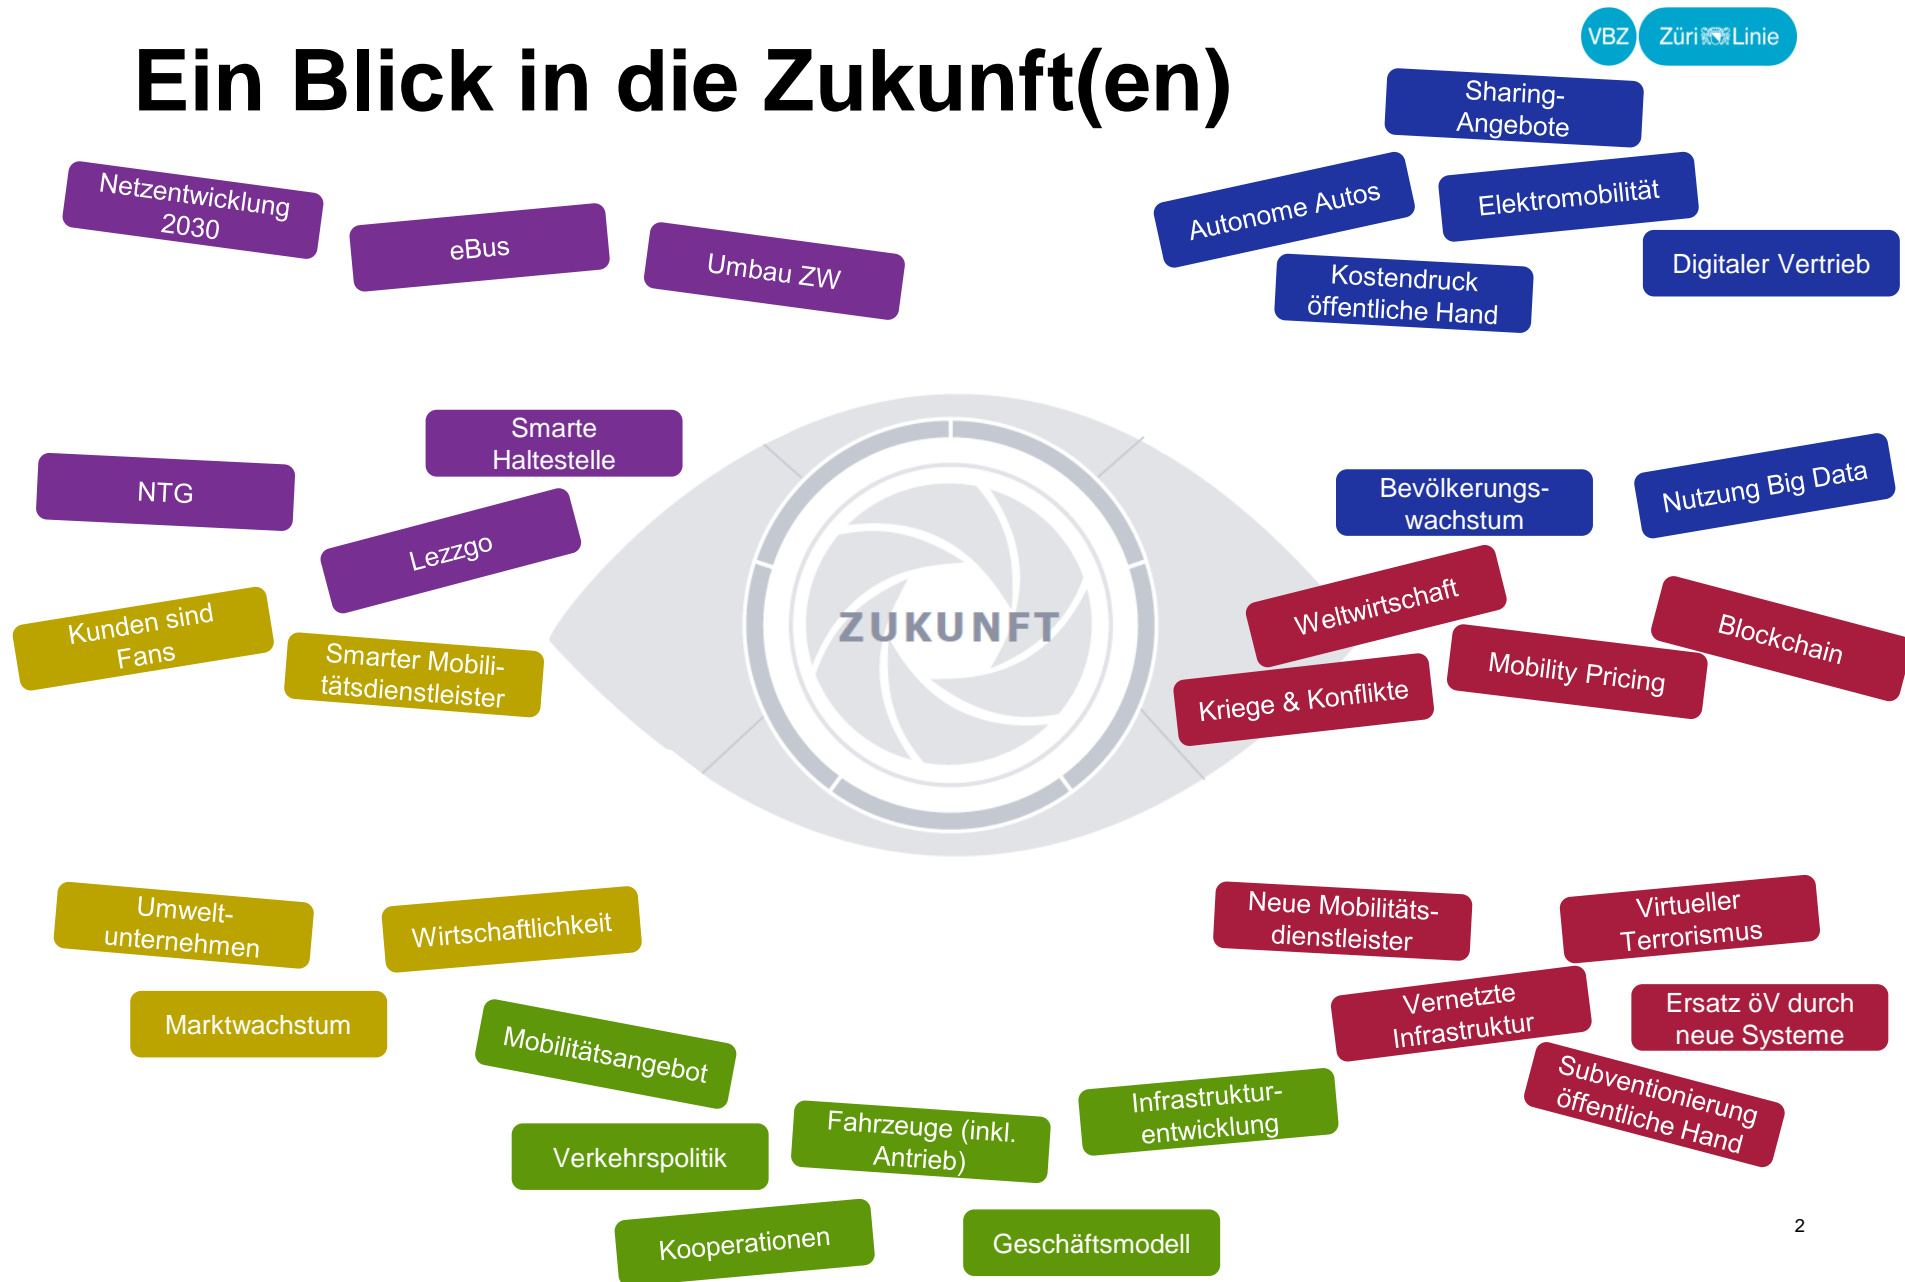 VBZ
Züri Linie
Ein Blick in die Zukunft(en)
Netzentwicklung
2030
eBus
Umbau ZW
Sharing-
Angebote
Autonome Autos
Elektromobilität
Digitaler Vertrieb
Kostendruck
öffentliche Hand
Smarte
Haltestelle
NTG
Lezzgo
Bevölkerungs-
wachstum
Nutzung Big Data
Kunden sind
Fans
Smarter Mobili-
tätsdienstleister
ZUKUNFT
Weltwirtschaft
Blockchain
Mobility Pricing
Kriege & Konflikte
Umwelt-
unternehmen
Wirtschaftlichkeit
Marktwachstum
Neue Mobilitäts-
dienstleister
Virtueller
Terrorismus
Vernetzte
Infrastruktur
Ersatz öV durch
neue Systeme
Subventionierung
öffentliche Hand
Mobilitätsangebot
Verkehrspolitik
Fahrzeuge (inkl.
Antrieb)
Infrastruktur-
entwicklung
Kooperationen
Geschäftsmodell
2